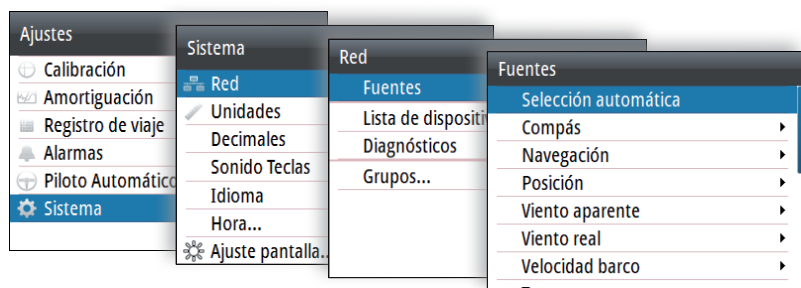 Ajustes
Calibración
Amortiguación
Registro de viaje
Alarmas
Piloto Automático
Sistema
Sistema
Red
Unidades
Decimales
Sonido Teclas
Idioma
Hora...
Ajuste pantalla..
Red
Fuentes
Lista de
Diagnósticos
Grupos...
Fuentes
Selección automática
Compás
Navegación
Posición
Viento aparente
Viento real
Velocidad barco